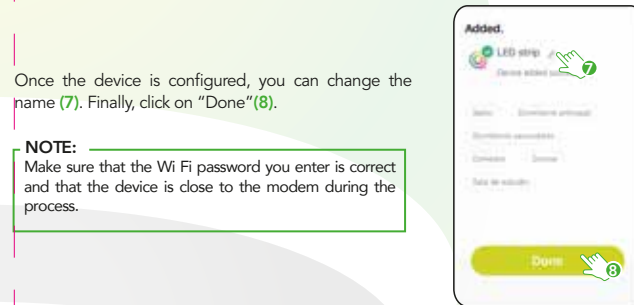 Once the device is configured, you can change the
name (7). Finally, click on “Done”(8).
NOTE:
Make sure that the Wi Fi password you enter is correct
and that the device is close to the modem during the
process.
Added.
LED strip
7
Device added
Done
8